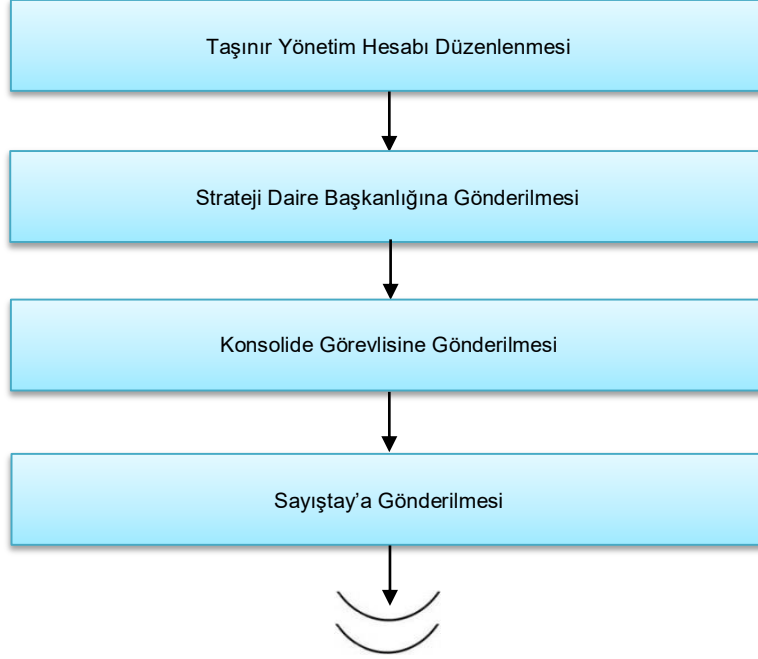 Taşınır Yönetim Hesabı Düzenlenmesi
Strateji Daire Başkanlığına Gönderilmesi
Konsolide Görevlisine Gönderilmesi
Sayıştay’a Gönderilmesi